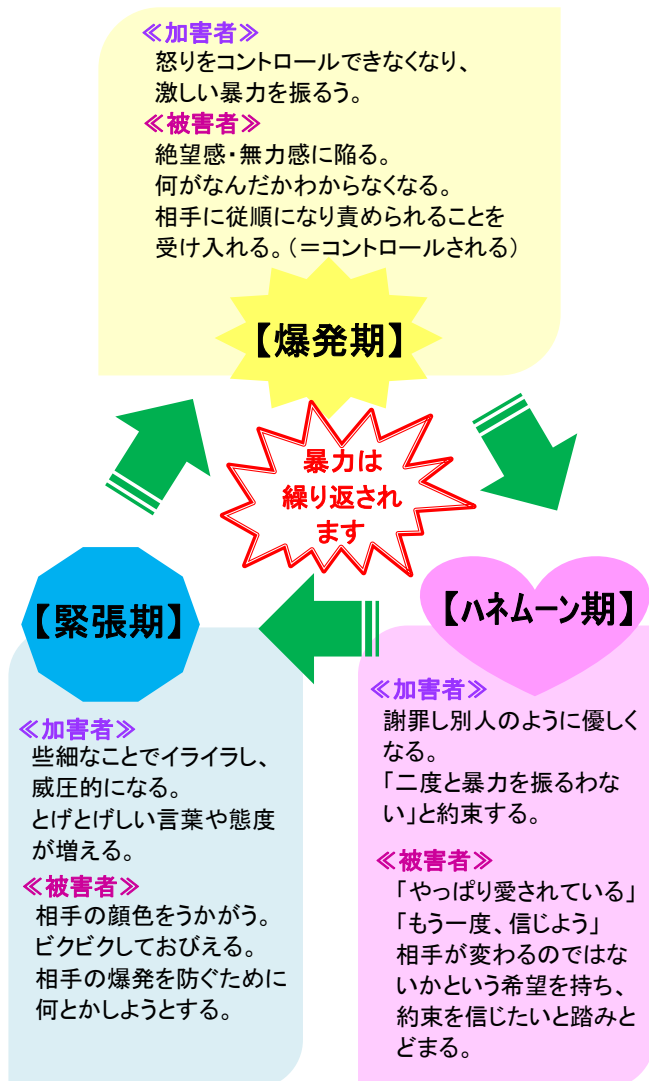 ≪加害者≫
怒りをコントロールできなくなり、
激しい暴力を振るう。
≪被害者≫
絶望感・無力感に陥る。
何がなんだかわからなくなる。
相手に従順になり責められることを
受け入れる。(＝コントロールされる)
【爆発期】
暴力は
繰り返され
ます
【緊張期】
≪加害者≫
些細なことでイライラし、
威圧的になる。
とげとげしい言葉や態度
が増える。
≪被害者≫
相手の顔色をうかがう。
ビクビクしておびえる。
相手の爆発を防ぐために
何とかしようとする。
【ハネムーン期】
≪加害者≫
謝罪し別人のように優しく
なる。
「二度と暴力を振るわな
い」と約束する。
≪被害者≫
「やっぱり愛されている」
「もう一度、信じよう」
相手が変わるのではな
いかという希望を持ち、
約束を信じたいと踏みと
どまる。